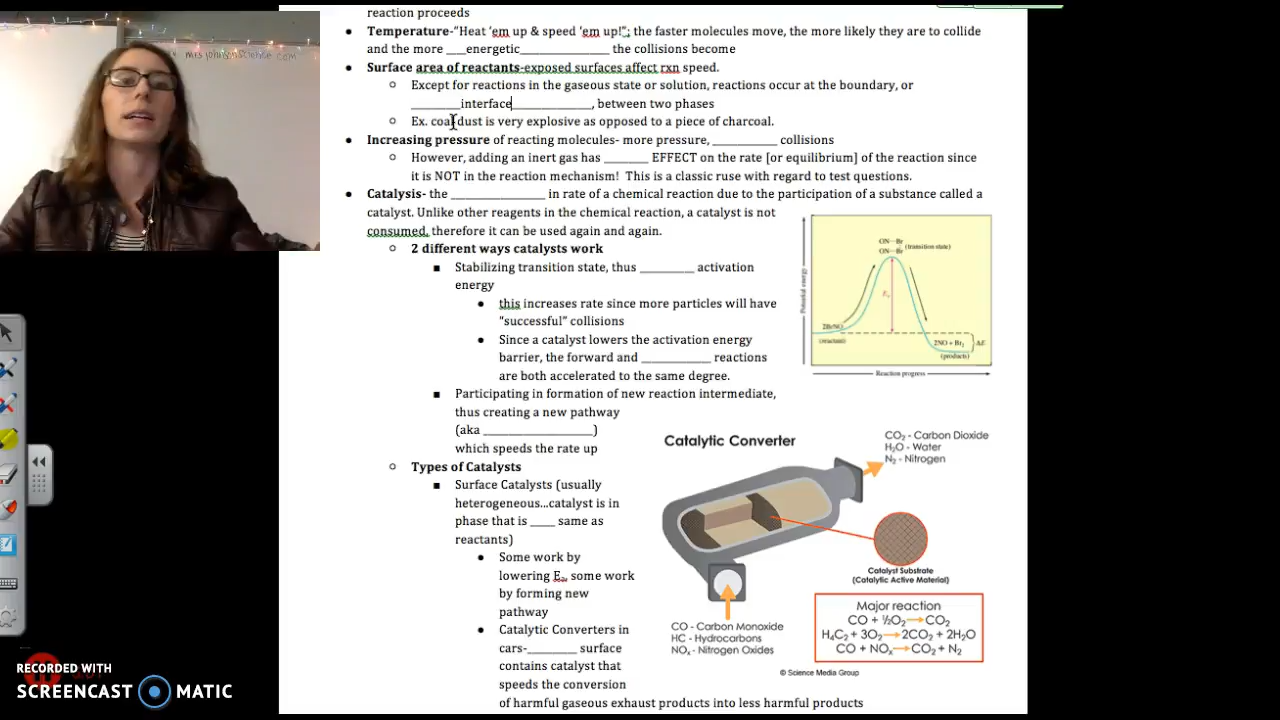 reaction proceeds
mrsjohnsonscience.com
• Temperature-"Heat 'em up & speed 'em up!"; the faster molecules move, the more likely they are to collide
and the more ___energetic_____________ the collisions become
• Surface area of reactants-exposed surfaces affect rxn speed.
○ Except for reactions in the gaseous state or solution, reactions occur at the boundary, or
________interface_____________, between two phases
○ Ex. coal dust is very explosive as opposed to a piece of charcoal.
• Increasing pressure of reacting molecules- more pressure, __________ collisions
○ However, adding an inert gas has _______ EFFECT on the rate [or equilibrium] of the reaction since
it is NOT in the reaction mechanism! This is a classic ruse with regard to test questions.
• Catalysis- the _______________ in rate of a chemical reaction due to the participation of a substance called a
catalyst. Unlike other reagents in the chemical reaction, a catalyst is not
consumed, therefore it can be used again and again.
○ 2 different ways catalysts work
■ Stabilizing transition state, thus _________ activation
energy
• this increases rate since more particles will have
"successful" collisions
• Since a catalyst lowers the activation energy
barrier, the forward and ___________ reactions
are both accelerated to the same degree.
■ Participating in formation of new reaction intermediate,
thus creating a new pathway
(aka __________________)
which speeds the rate up
○ Types of Catalysts
■ Surface Catalysts (usually
heterogeneous...catalyst is in
phase that is ____ same as
reactants)
• Some work by
lowering Ea, some work
by forming new
pathway
• Catalytic Converters in
cars-________ surface
contains catalyst that
speeds the conversion
of harmful gaseous exhaust products into less harmful products
Potential energy
ON---Br
ON---Br
(transition state)
Ea
2BrNO
(reactant)
2NO + Br2
(products)
ΔE
Reaction progress
Catalytic Converter
CO2 - Carbon Dioxide
H2O - Water
N2 - Nitrogen
Catalyst Substrate
(Catalytic Active Material)
CO - Carbon Monoxide
HC - Hydrocarbons
NOx - Nitrogen Oxides
Major reaction
CO + ½O2→CO2
H4C2 + 3O2→2CO2 + 2H2O
CO + NOx→CO2 + N2
© Science Media Group
RECORDED WITH
SCREENCAST MATIC